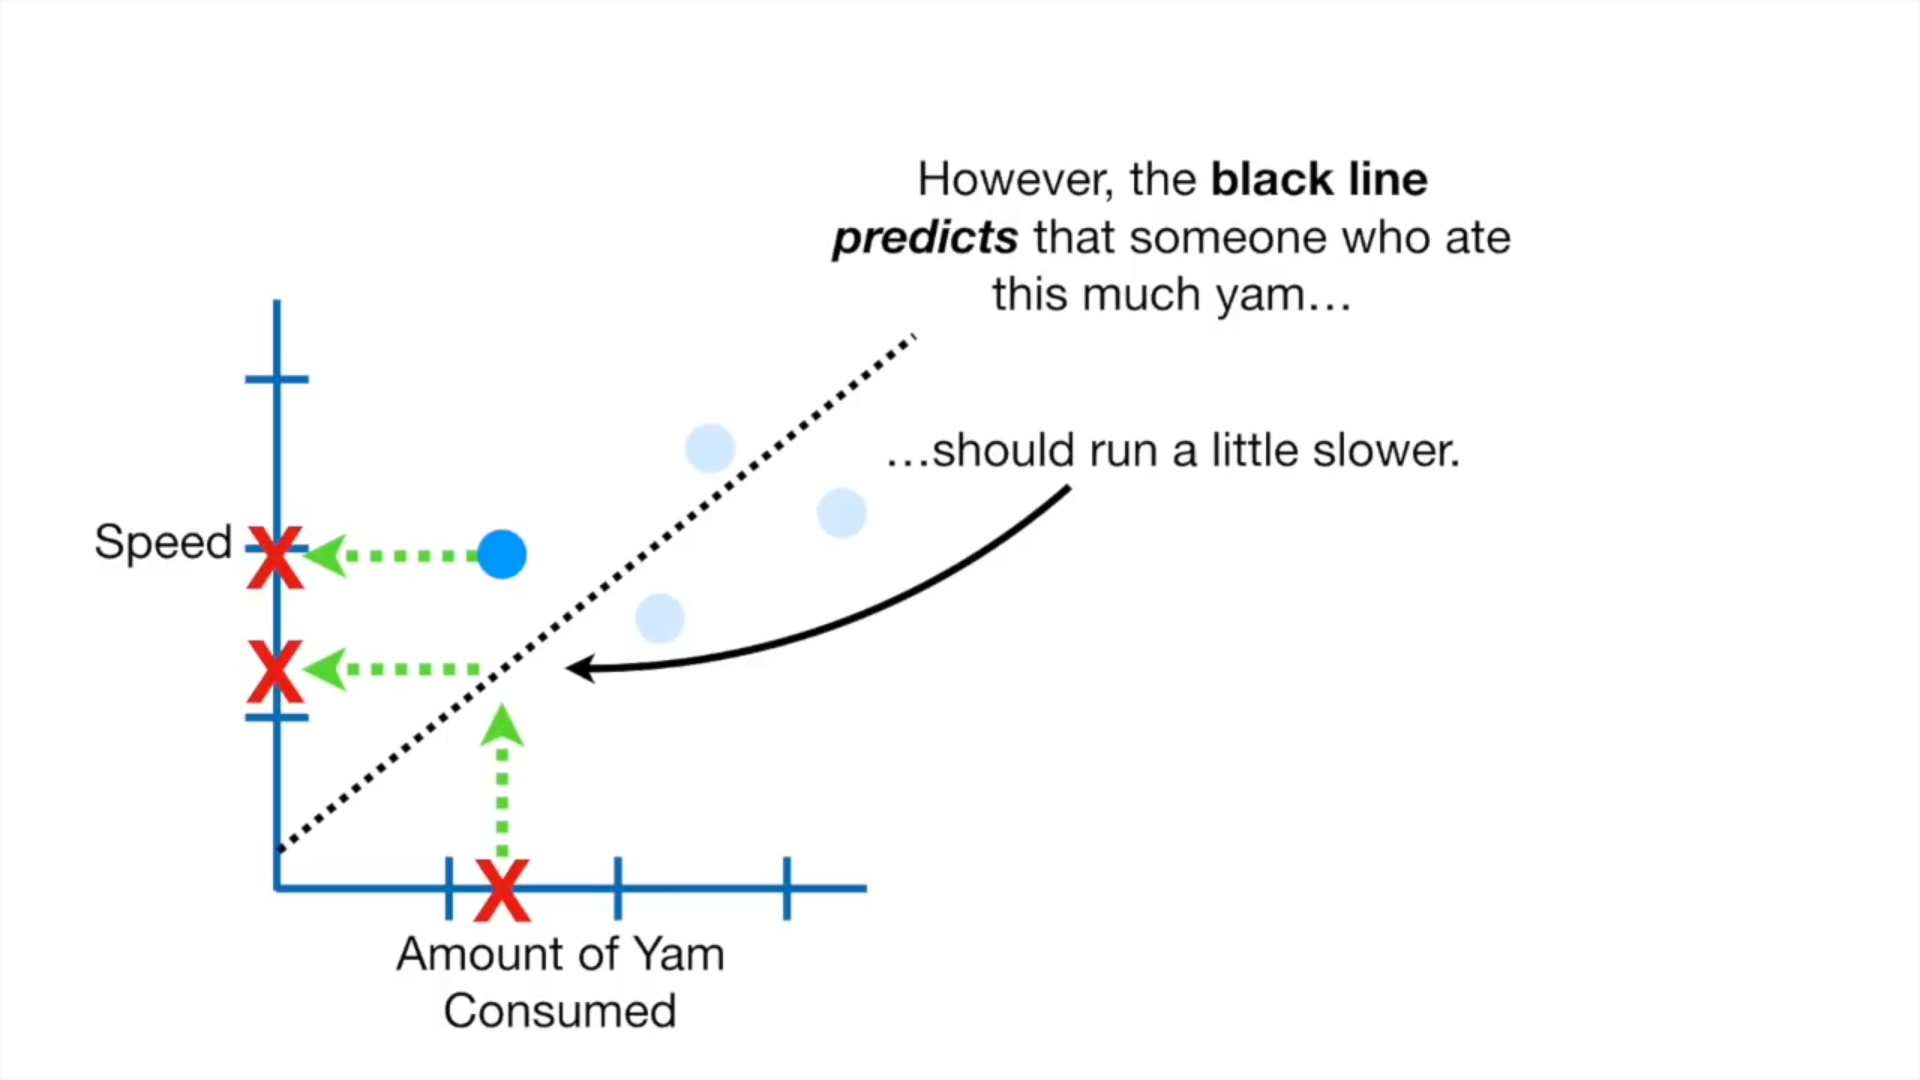 However, the black line
predicts that someone who ate
this much yam…
…should run a little slower.
Speed
X
X
X
Amount of Yam
Consumed